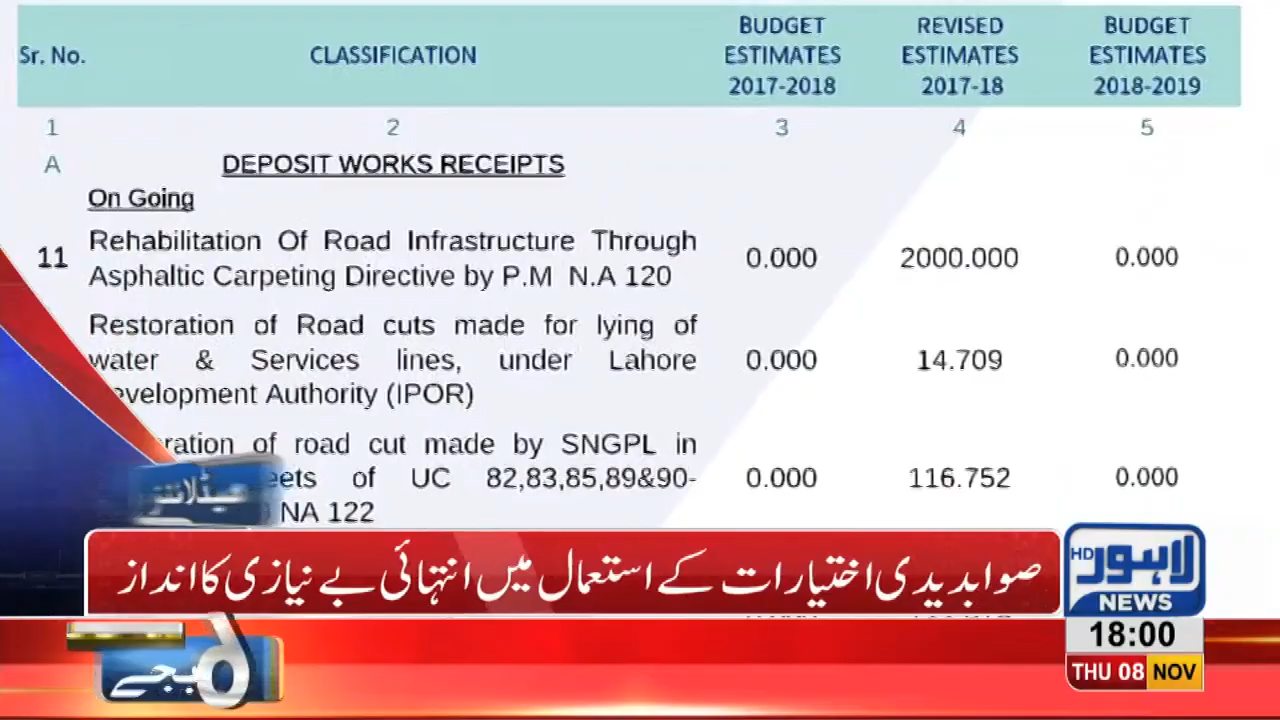 Sr. No. CLASSIFICATION BUDGET ESTIMATES 2017-2018 REVISED ESTIMATES 2017-18 BUDGET ESTIMATES 2018-2019
1 2 3 4 5
A DEPOSIT WORKS RECEIPTS
On Going
11 Rehabilitation Of Road Infrastructure Through 0.000 2000.000 0.000
Asphaltic Carpeting Directive by P.M N.A 120
Restoration of Road cuts made for lying of
water & Services lines, under Lahore 0.000 14.709 0.000
evelopment Authority (IPOR)
ration of road cut made by SNGPL in
eets of UC 82,83,85,89&90- 0.000 116.752 0.000
NA 122
صوابدیدی اختیارات کے استعمال میں انتہائی بے نیازی کا انداز
HD
لاہور
NEWS
18:00
THU 08 NOV
6 بجے